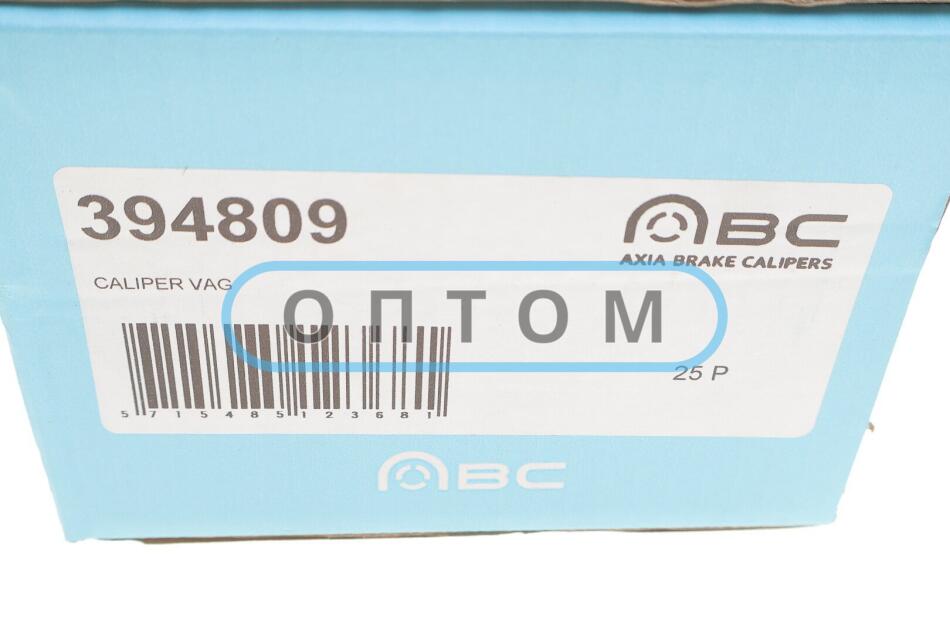 394809
ABC
AXIA BRAKE CALIPERS
CALIPER VAG
ОПТОМ
25 P
5715485123681
ABC